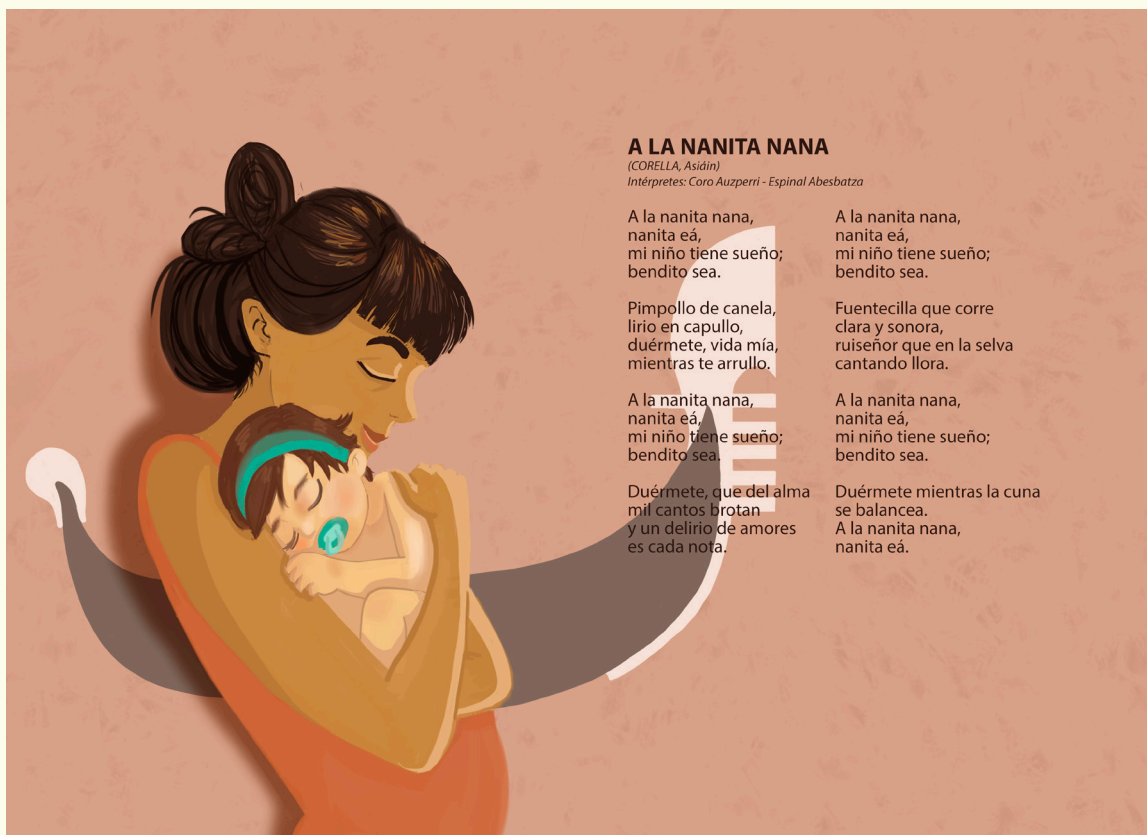 A LA NANITA NANA
(CORELLA, Asiáin)
Intérpretes: Coro Auzperri - Espinal Abesbatza
A la nanita nana,
nanita eá,
mi niño tiene sueño;
bendito sea.
Pimpollo de canela,
lirio en capullo,
duérmete, vida mía,
mientras te arrullo.
A la nanita nana,
nanita eá,
mi niño tiene sueño;
bendito sea.
Duérmete, que del alma
mil cantos brotan
y un delirio de amores
es cada nota.
A la nanita nana,
nanita eá,
mi niño tiene sueño;
bendito sea.
Fuentecilla que corre
clara y sonora,
ruiseñor que en la selva
cantando llora.
A la nanita nana,
nanita eá,
mi niño tiene sueño;
bendito sea.
Duérmete mientras la cuna
se balancea.
A la nanita nana,
nanita eá.